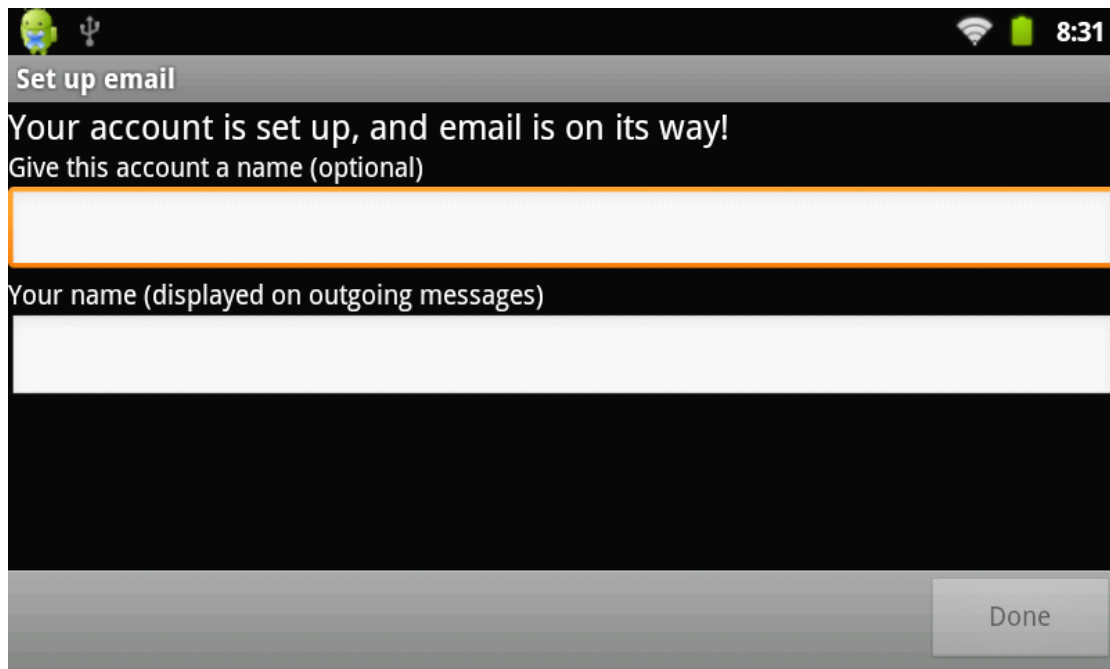 8:31
Set up email
Your account is set up, and email is on its way!
Give this account a name (optional)
Your name (displayed on outgoing messages)
Done